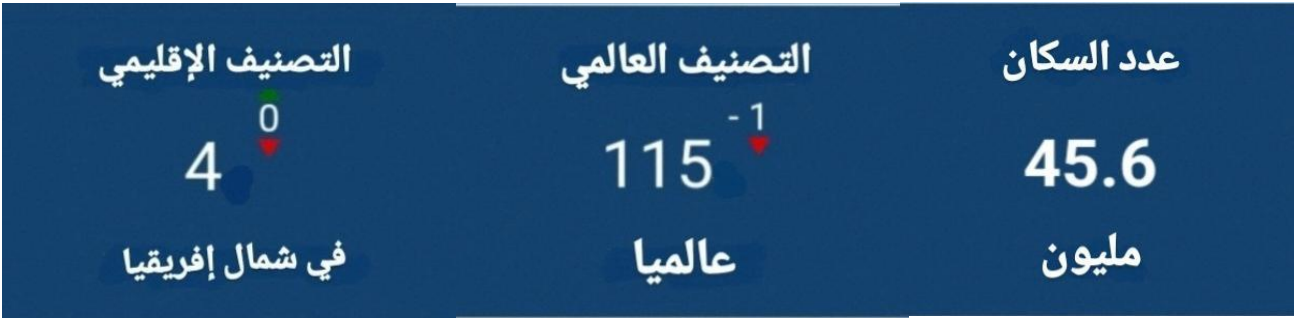 عدد السكان
45.6
مليون
التصنيف العالمي
- 1
115
عالميا
التصنيف الإقليمي
0
4
في شمال إفريقيا